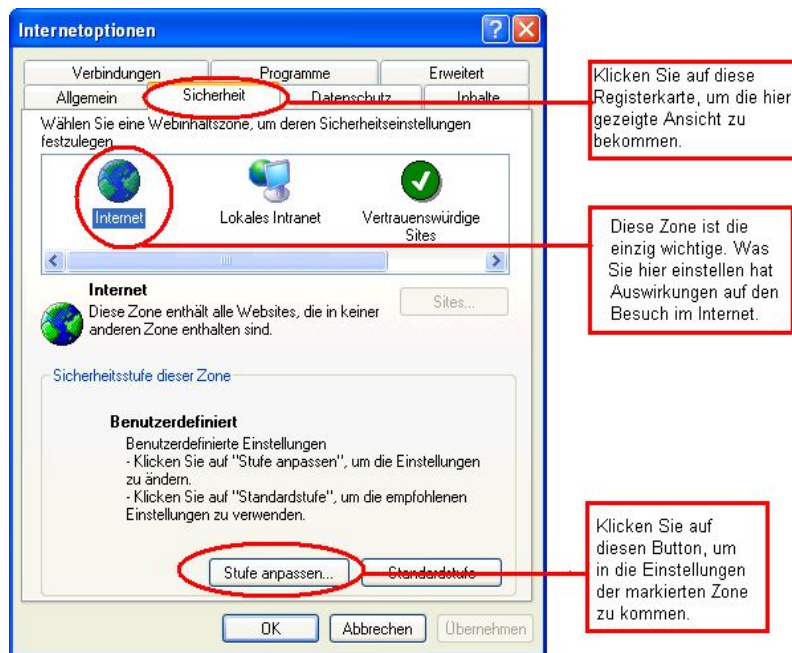 Internetoptionen
Verbindungen Programme Erweitert
Allgemein Sicherheit Datenschutz Inhalte
Wählen Sie eine Webinhaltszone, um deren Sicherheitseinstellungen
festzulegen.
Internet
Lokales Intranet
Vertrauenswürdige
Sites
Internet
Diese Zone enthält alle Websites, die in keiner
anderen Zone enthalten sind.
Sites...
Sicherheitsstufe dieser Zone
Benutzerdefiniert
Benutzerdefinierte Einstellungen
- Klicken Sie auf "Stufe anpassen", um die Einstellungen
zu ändern.
- Klicken Sie auf "Standardstufe", um die empfohlenen
Einstellungen zu verwenden.
Stufe anpassen... Standardstufe
OK Abbrechen Übernehmen
Klicken Sie auf diese
Registerkarte, um die hier
gezeigte Ansicht zu
bekommen.
Diese Zone ist die
einzig wichtige. Was
Sie hier einstellen hat
Auswirkungen auf den
Besuch im Internet.
Klicken Sie auf
diesen Button, um
in die Einstellungen
der markierten Zone
zu kommen.